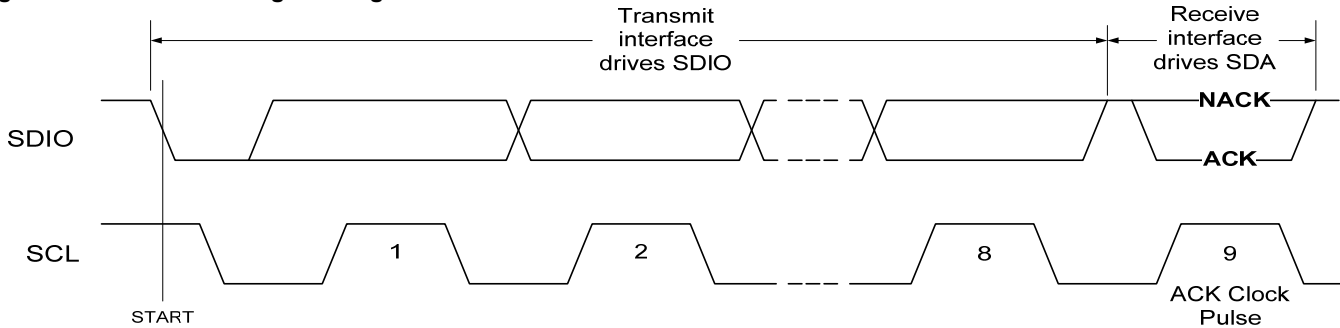 Transmit
interface
drives SDIO
Receive
interface
drives SDA
SDIO
NACK
ACK
SCL
1
2
8
9
ACK Clock
Pulse
START